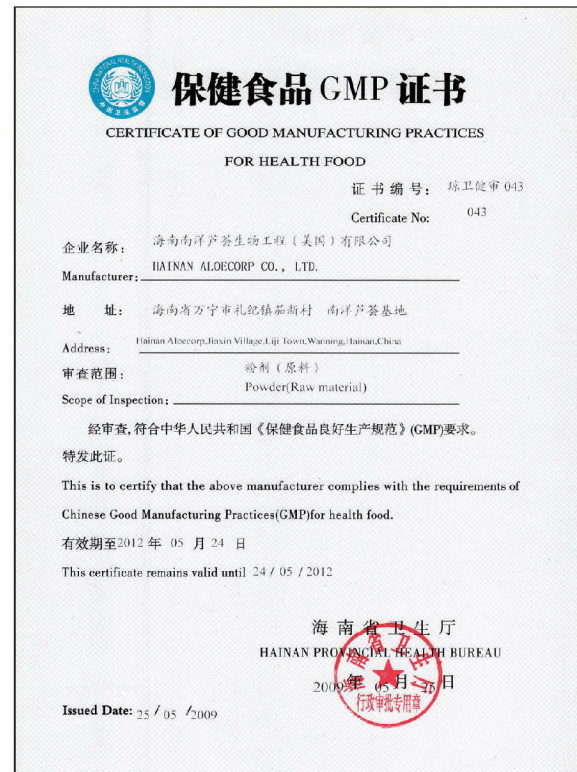 保健食品 GMP 证书
CERTIFICATE OF GOOD MANUFACTURING PRACTICES
FOR HEALTH FOOD
证书编号: 琼卫健审 043
Certificate No: 043
企业名称: 海南南洋芦荟生物工程(美国)有限公司
Manufacturer: HAINAN ALOECORP CO., LTD.
地 址: 海南省万宁市礼纪镇茄新村 南洋芦荟基地
Address: Hainan Aloecorp,Jiaxin Village,Liji Town,Wanning,Hainan,China
审查范围: 粉剂(原料)
Powder(Raw material)
Scope of Inspection:
经审查,符合中华人民共和国《保健食品良好生产规范》(GMP)要求。
特发此证。
This is to certify that the above manufacturer complies with the requirements of
Chinese Good Manufacturing Practices(GMP)for health food.
有效期至2012 年 05 月 24 日
This certificate remains valid until 24 / 05 / 2012
海南省卫生厅
HAINAN PROVINCIAL HEALTH BUREAU
2009年 05月 25日
海南省卫生厅
行政审批专用章
Issued Date: 25 / 05 / 2009